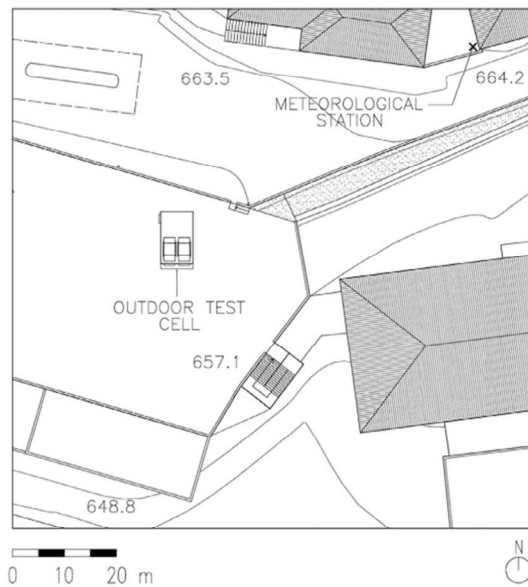 663.5
664.2
METEOROLOGICAL
STATION
OUTDOOR TEST
CELL
657.1
648.8
0 10 20 m
N